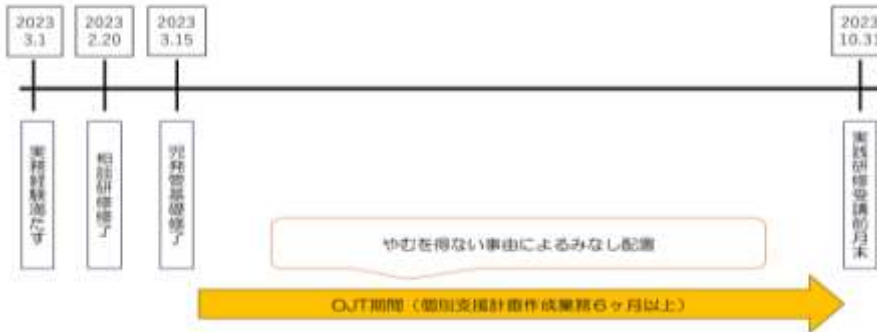 2023
3.1
2023
2.20
2023
3.15
2023
10.31
実務経験満たす
相談研修修了
児発管基礎修了
実践研修受講前月末
やむを得ない事由によるみなし配置
OJT期間（個別支援計画作成業務6ヶ月以上）